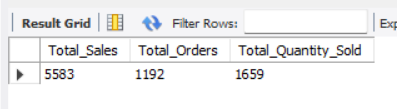 Result Grid Filter Rows: Exp
Total_Sales Total_Orders Total_Quantity_Sold
5583 1192 1659